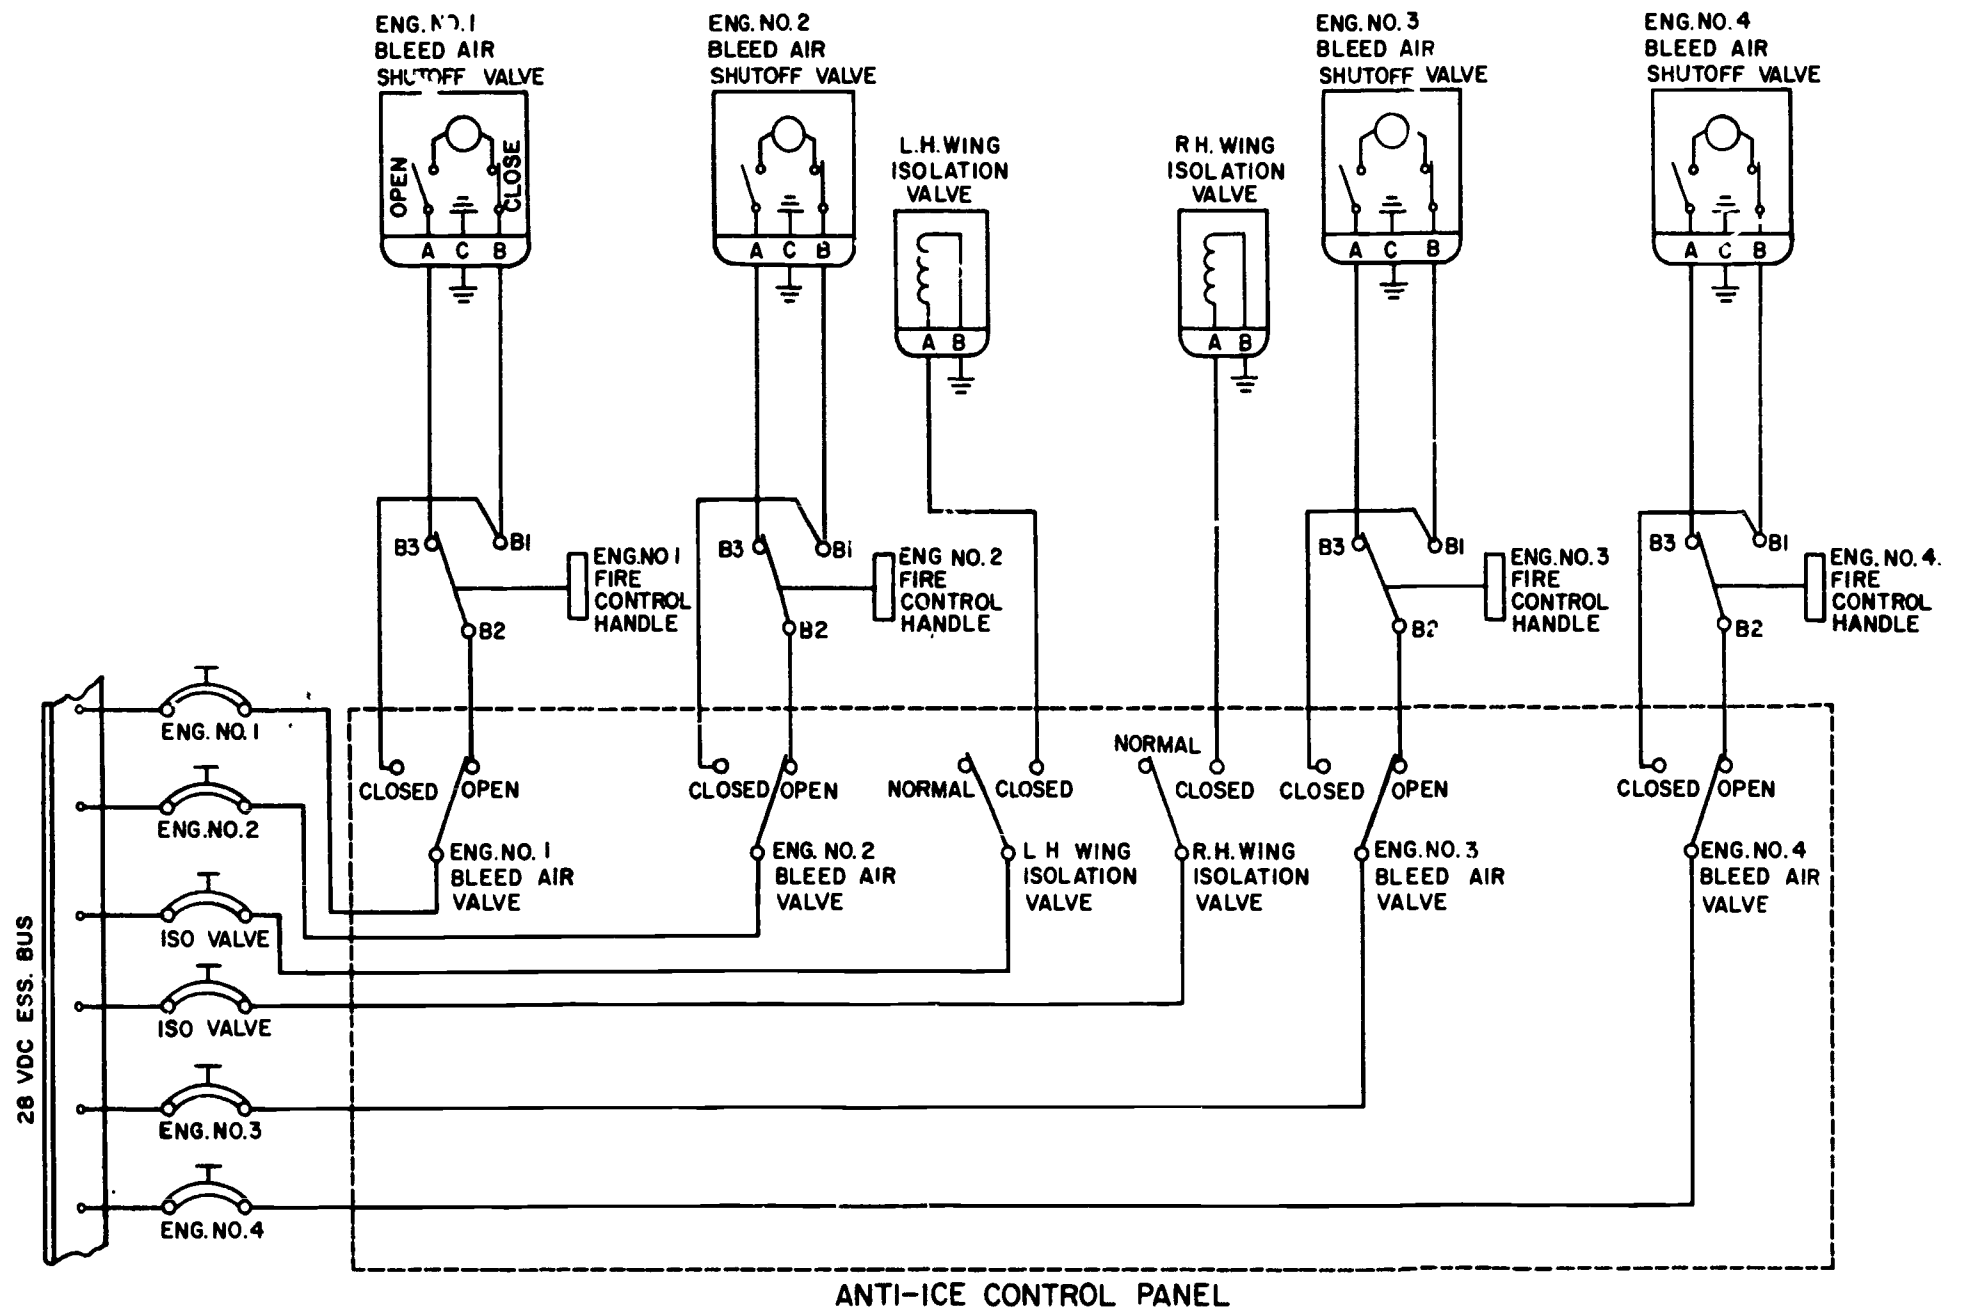 ENG. NO. 1
BLEED AIR
SHUTOFF VALVE
ENG. NO. 2
BLEED AIR
SHUTOFF VALVE
L.H. WING
ISOLATION
VALVE
R H. WING
ISOLATION
VALVE
ENG. NO. 3
BLEED AIR
SHUTOFF VALVE
ENG. NO. 4
BLEED AIR
SHUTOFF VALVE
OPEN
CLOSE
A C B
A C B
A B
A B
A C B
A C B
B3
B1
B2
ENG.NO 1
FIRE
CONTROL
HANDLE
B3
B1
B2
ENG NO. 2
FIRE
CONTROL
HANDLE
B3
B1
B2
ENG.NO.3
FIRE
CONTROL
HANDLE
B3
B1
B2
ENG. NO. 4.
FIRE
CONTROL
HANDLE
28 VDC ESS. BUS
ENG. NO. 1
ENG.NO.2
ISO VALVE
ISO VALVE
ENG.NO.3
ENG. NO. 4
CLOSED OPEN
ENG.NO. 1
BLEED AIR
VALVE
CLOSED OPEN
ENG. NO. 2
BLEED AIR
VALVE
NORMAL CLOSED
L H WING
ISOLATION
VALVE
NORMAL
CLOSED
R.H. WING
ISOLATION
VALVE
CLOSED OPEN
ENG.NO.3
BLEED AIR
VALVE
CLOSED OPEN
ENG.NO.4
BLEED AIR
VALVE
ANTI-ICE CONTROL PANEL